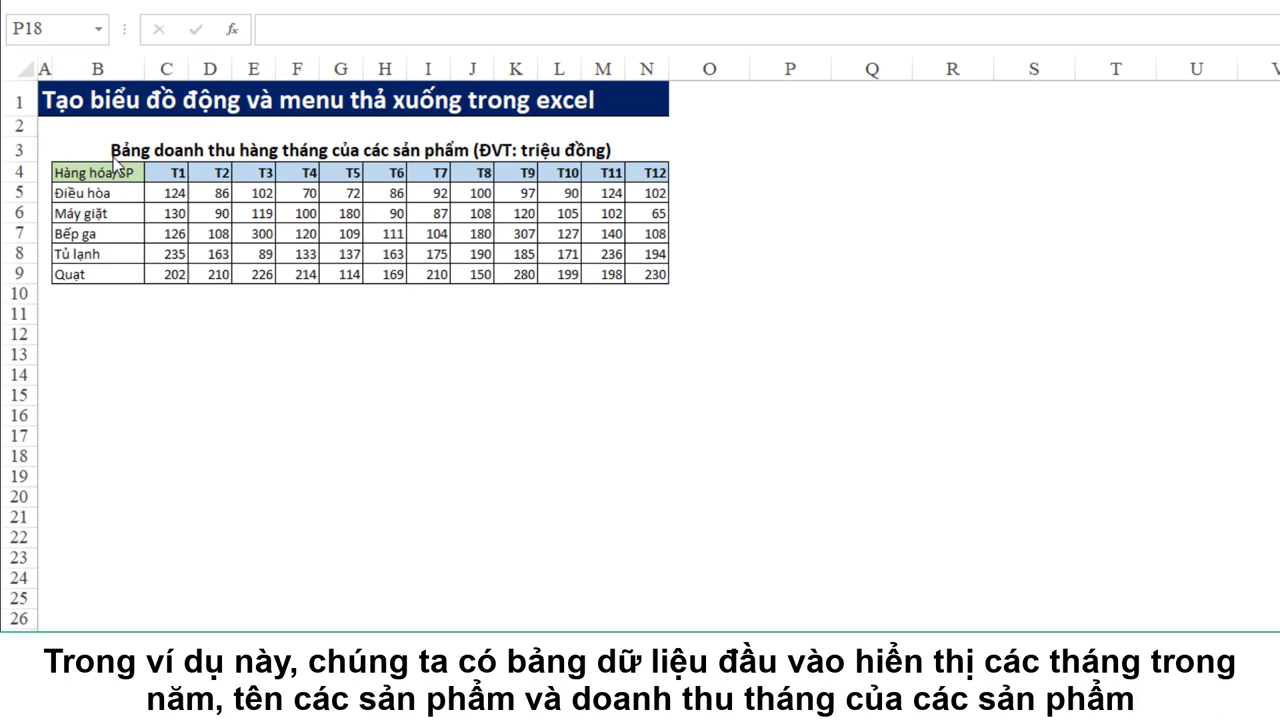 P18
fx
A B C D E F G H I J K L M N O P Q R S T U V
1 Tạo biểu đồ động và menu thả xuống trong excel
2
3 Bảng doanh thu hàng tháng của các sản phẩm (ĐVT: triệu đồng)
4 Hàng hóa/SP T1 T2 T3 T4 T5 T6 T7 T8 T9 T10 T11 T12
5 Điều hòa 124 86 102 70 72 86 92 100 97 90 124 102
6 Máy giặt 130 90 119 100 180 90 87 108 120 105 102 65
7 Bếp ga 126 108 300 120 109 111 104 180 307 127 140 108
8 Tủ lạnh 235 163 89 133 137 163 175 190 185 171 236 194
9 Quạt 202 210 226 214 114 169 210 150 280 199 198 230
10
11
12
13
14
15
16
17
18
19
20
21
22
23
24
25
26
Trong ví dụ này, chúng ta có bảng dữ liệu đầu vào hiển thị các tháng trong
năm, tên các sản phẩm và doanh thu tháng của các sản phẩm